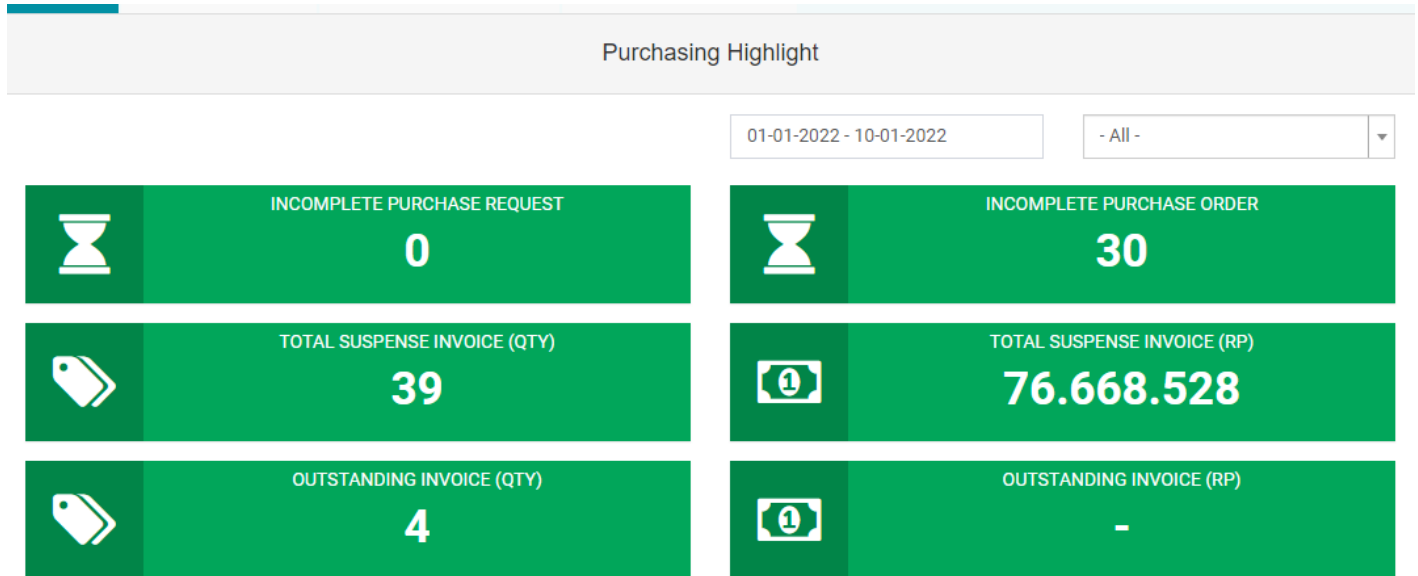 Purchasing Highlight
01-01-2022 - 10-01-2022
- All -
INCOMPLETE PURCHASE REQUEST
0
INCOMPLETE PURCHASE ORDER
30
TOTAL SUSPENSE INVOICE (QTY)
39
TOTAL SUSPENSE INVOICE (RP)
76.668.528
OUTSTANDING INVOICE (QTY)
4
OUTSTANDING INVOICE (RP)
-